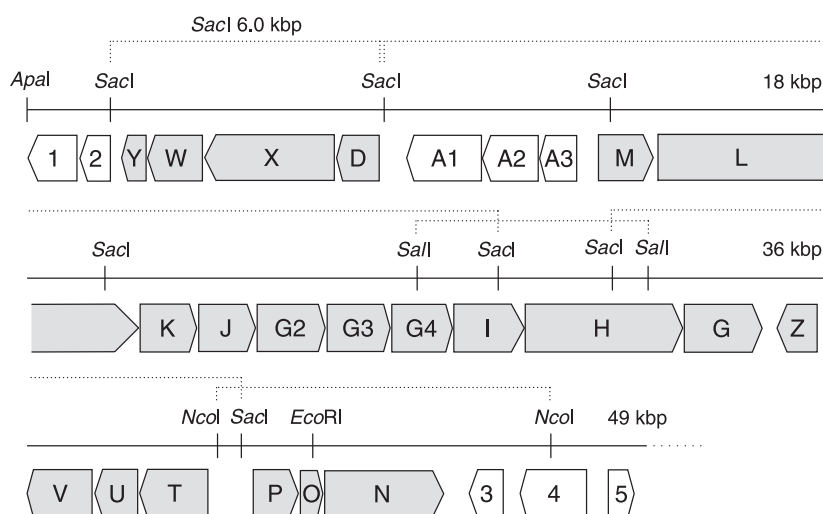 SacI 6.0 kbp
ApaI SacI SacI SacI 18 kbp
1 2 Y W X D A1 A2 A3 M L
SacI SalI SacI SacI SalI 36 kbp
K J G2 G3 G4 I H G Z
NcoI SacI EcoRI NcoI 49 kbp
V U T P O N 3 4 5